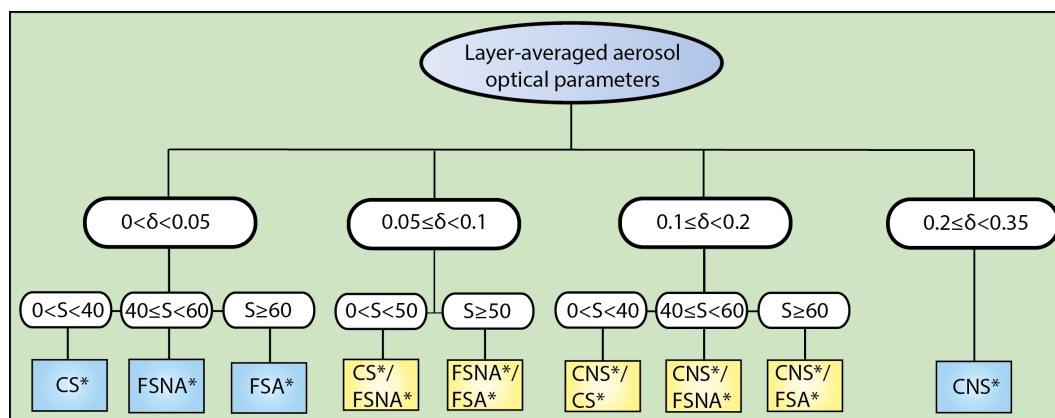 Layer-averaged aerosol
optical parameters
0<δ<0.05
0.05≤δ<0.1
0.1≤δ<0.2
0.2≤δ<0.35
0<S<40
40≤S<60
S≥60
0<S<50
S≥50
0<S<40
40≤S<60
S≥60
CS*
FSNA*
FSA*
CS*/
FSNA*
FSNA*/
FSA*
CNS*/
CS*
CNS*/
FSNA*
CNS*/
FSA*
CNS*